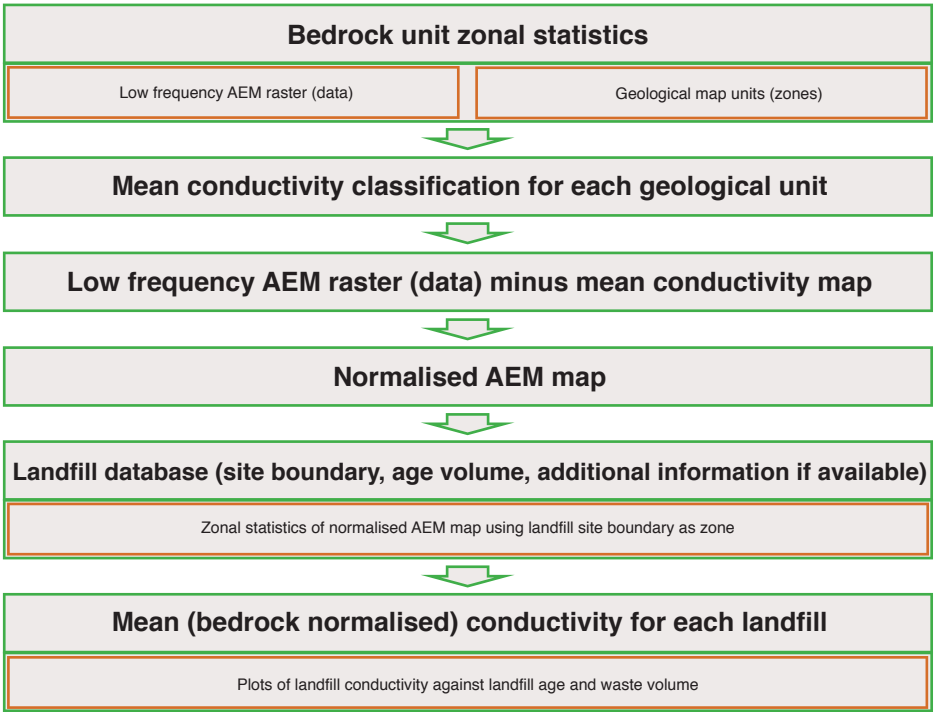 Bedrock unit zonal statistics
Low frequency AEM raster (data)
Geological map units (zones)
Mean conductivity classification for each geological unit
Low frequency AEM raster (data) minus mean conductivity map
Normalised AEM map
Landfill database (site boundary, age volume, additional information if available)
Zonal statistics of normalised AEM map using landfill site boundary as zone
Mean (bedrock normalised) conductivity for each landfill
Plots of landfill conductivity against landfill age and waste volume